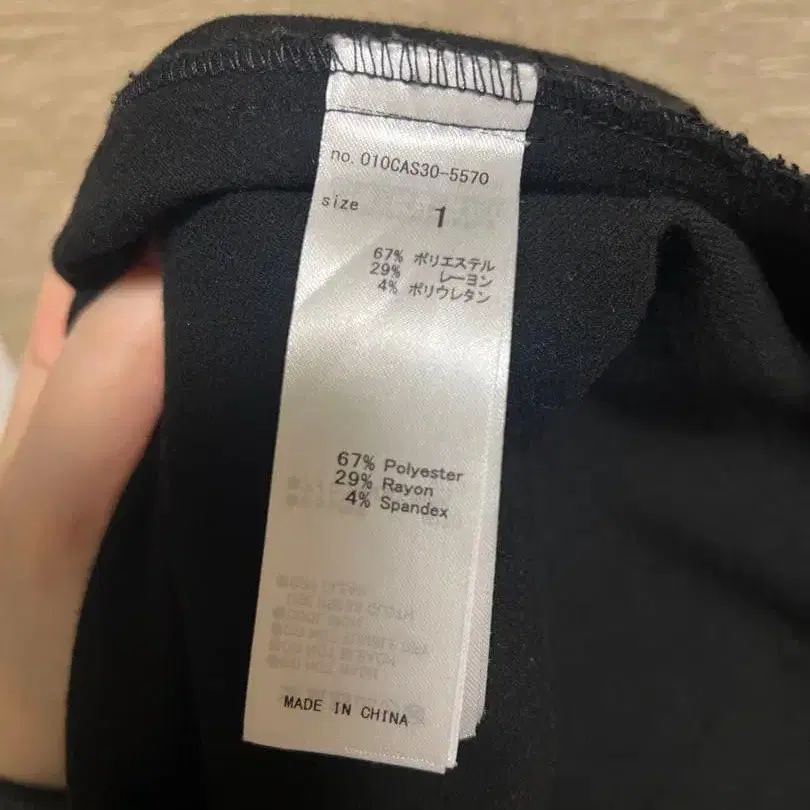 no. 010CAS30-5570
size 1
67% ポリエステル
29% レーヨン
4% ポリウレタン
67% Polyester
29% Rayon
4% Spandex
MADE IN CHINA